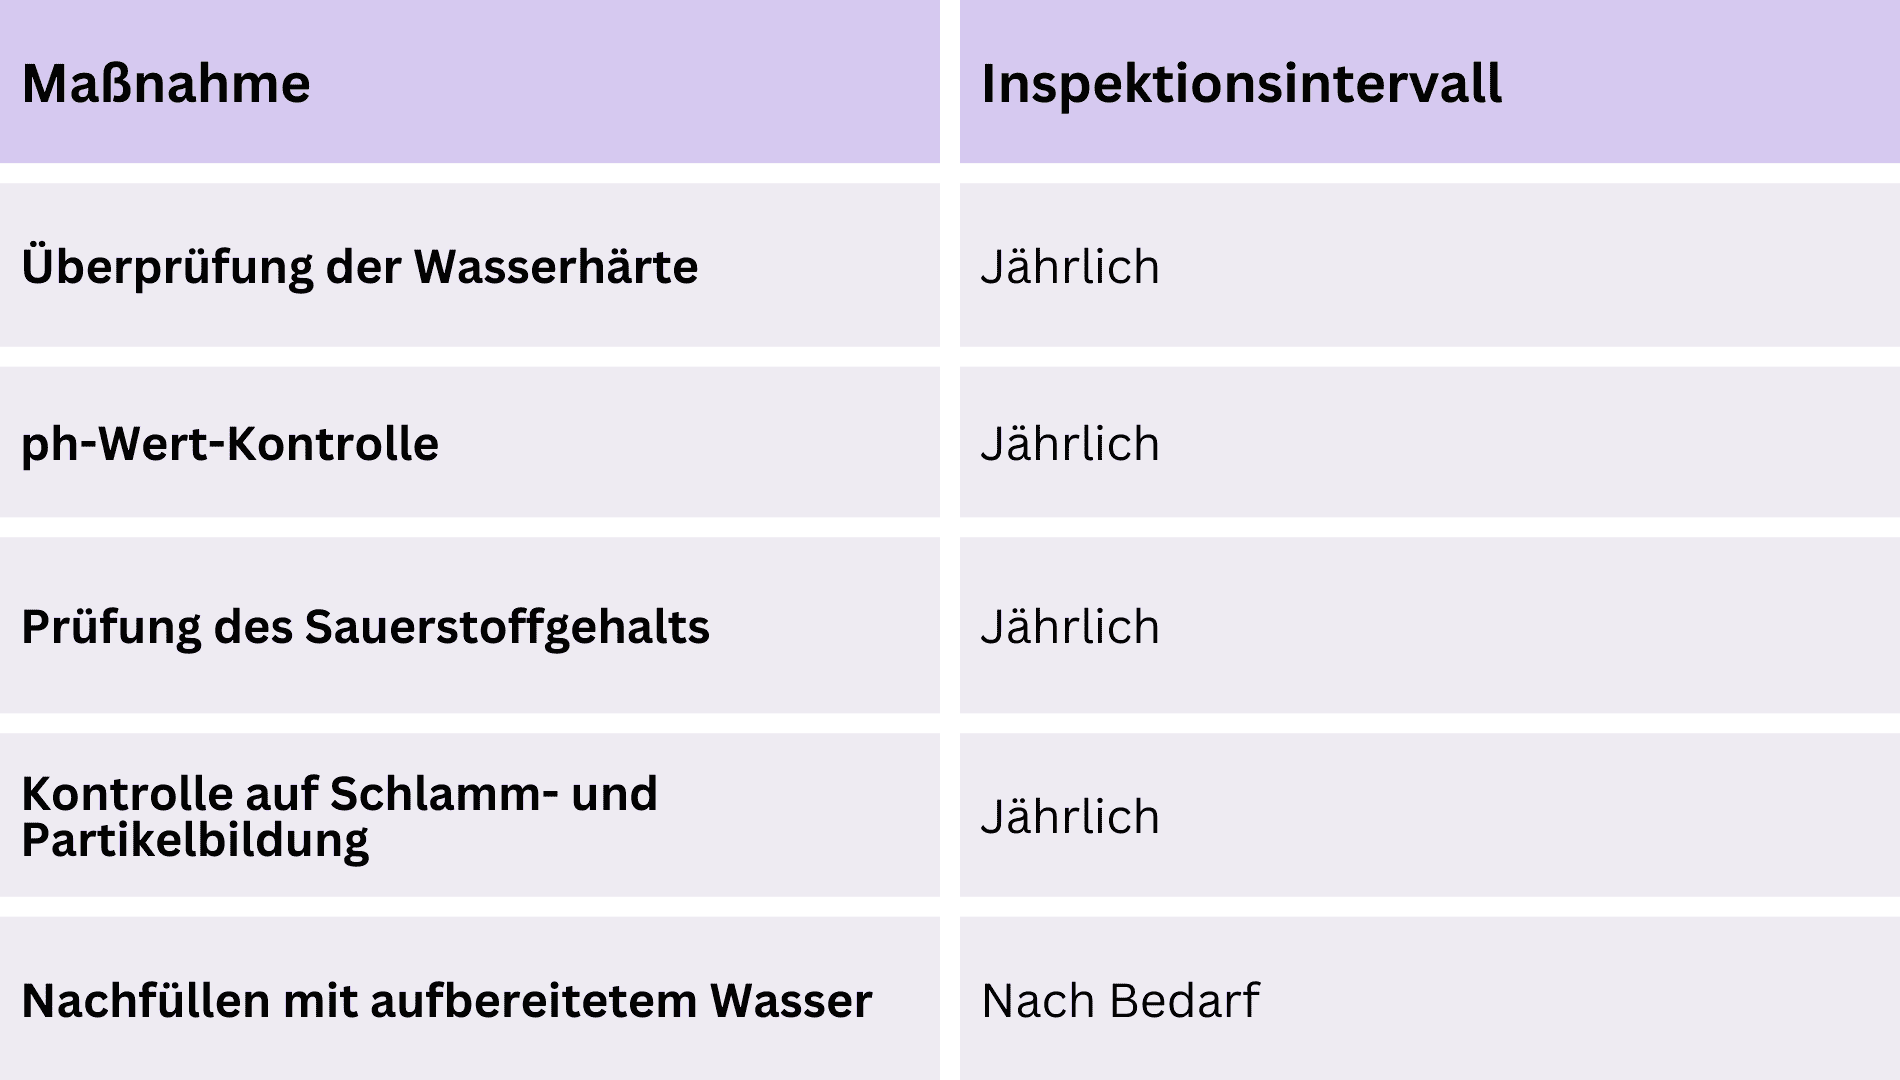 Maßnahme
Inspektionsintervall
Überprüfung der Wasserhärte
Jährlich
ph-Wert-Kontrolle
Jährlich
Prüfung des Sauerstoffgehalts
Jährlich
Kontrolle auf Schlamm- und
Partikelbildung
Jährlich
Nachfüllen mit aufbereitetem Wasser
Nach Bedarf